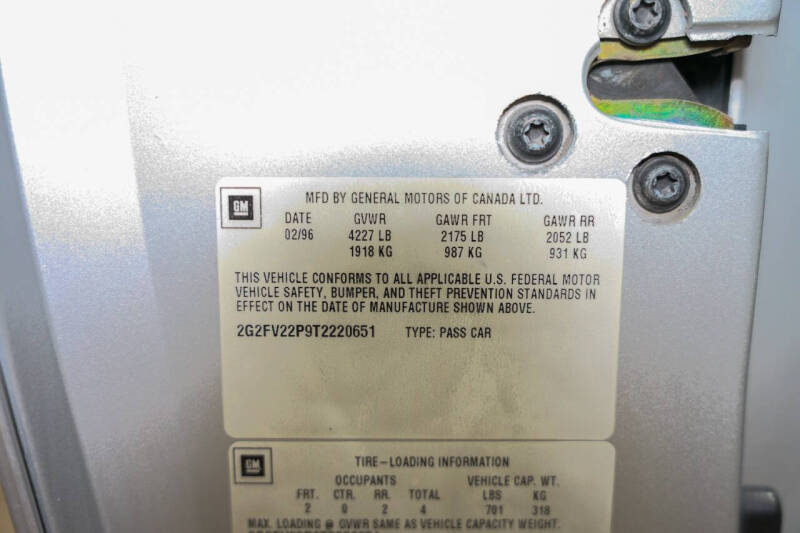 GM
MFD BY GENERAL MOTORS OF CANADA LTD.
DATE GVWR GAWR FRT GAWR RR
02/96 4227 LB 2175 LB 2052 LB
1918 KG 987 KG 931 KG
THIS VEHICLE CONFORMS TO ALL APPLICABLE U.S. FEDERAL MOTOR
VEHICLE SAFETY, BUMPER, AND THEFT PREVENTION STANDARDS IN
EFFECT ON THE DATE OF MANUFACTURE SHOWN ABOVE.
2G2FV22P9T2220651 TYPE: PASS CAR
GM
TIRE-LOADING INFORMATION
OCCUPANTS VEHICLE CAP. WT.
FRT. CTR. RR. TOTAL LBS KG
2 0 2 4 701 318
MAX. LOADING @ GVWR SAME AS VEHICLE CAPACITY WEIGHT.